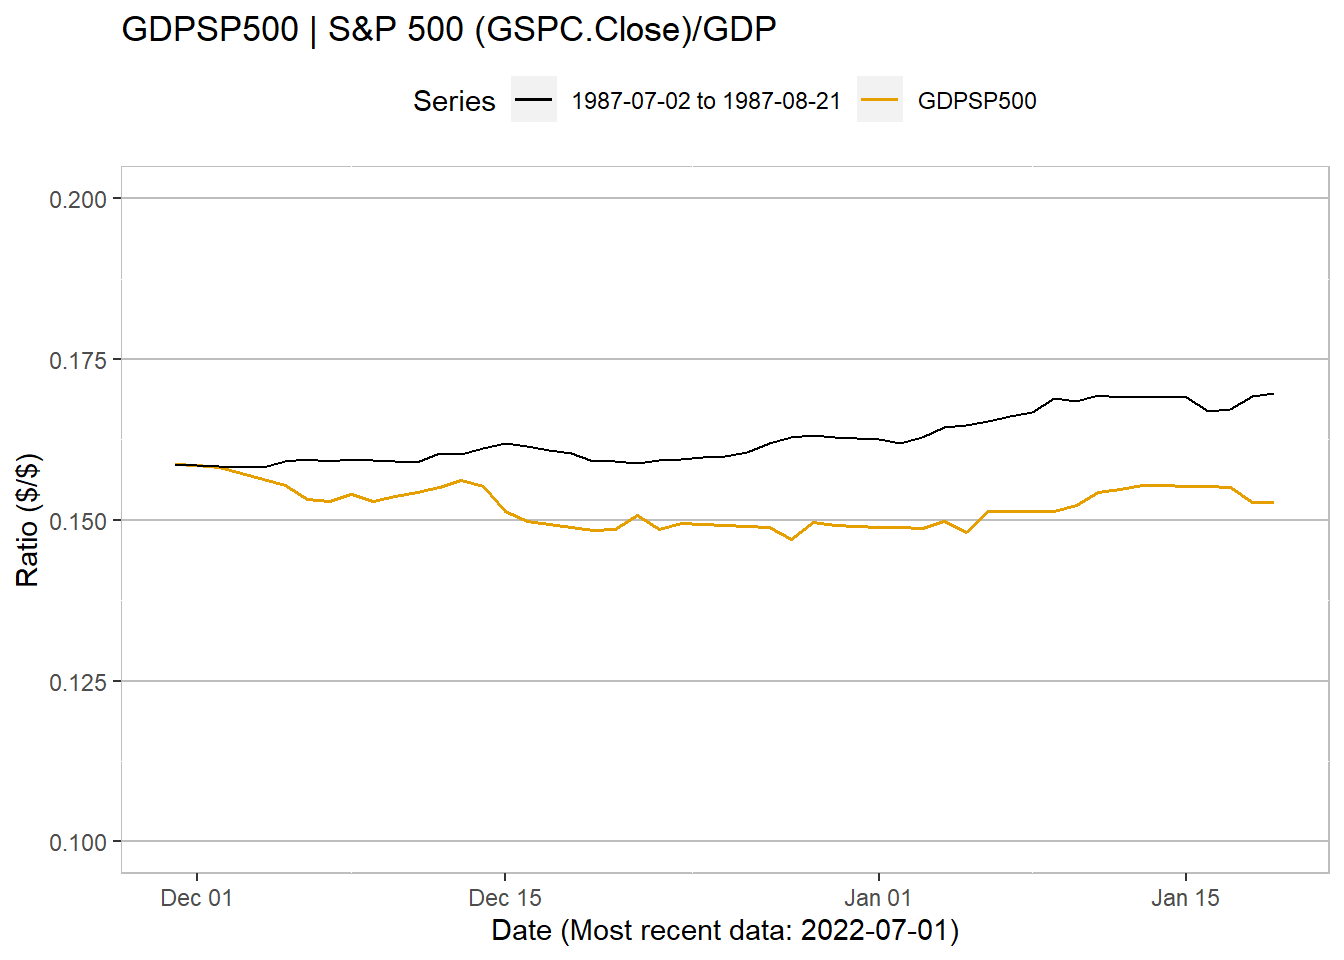 GDPSP500 | S&P 500 (GSPC.Close)/GDP
Series 1987-07-02 to 1987-08-21 GDPSP500
0.200
0.175
0.150
0.125
0.100
Ratio ($/$)
Dec 01 Dec 15 Jan 01 Jan 15
Date (Most recent data: 2022-07-01)